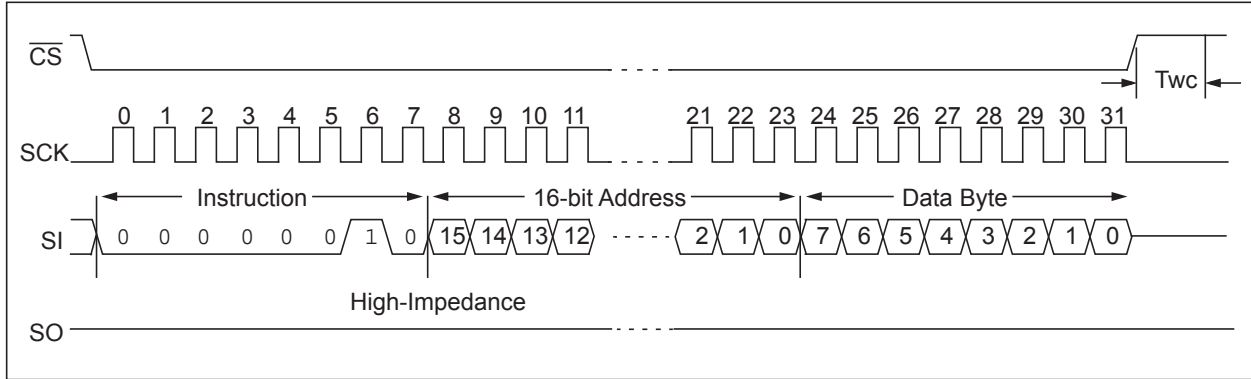 CS
Twc
0 1 2 3 4 5 6 7 8 9 10 11 21 22 23 24 25 26 27 28 29 30 31
SCK
Instruction 16-bit Address Data Byte
SI 0 0 0 0 0 0 1 0 15 14 13 12 2 1 0 7 6 5 4 3 2 1 0
High-Impedance
SO